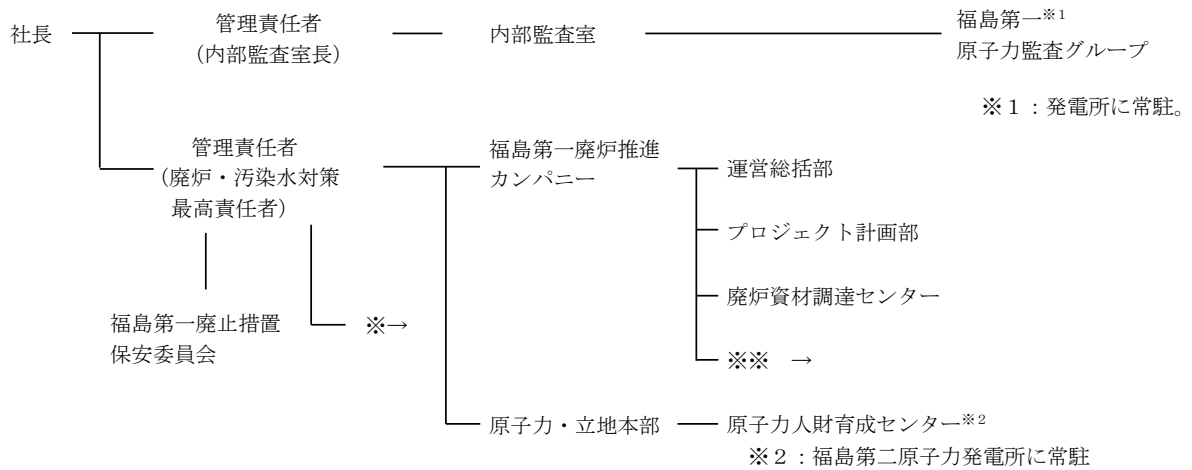 社長
管理責任者
(内部監査室長)
内部監査室
福島第一※1
原子力監査グループ
※1：発電所に常駐。
管理責任者
(廃炉・汚染水対策
最高責任者)
福島第一廃炉推進
カンパニー
運営総括部
プロジェクト計画部
廃炉資材調達センター
※※ →
福島第一廃止措置
保安委員会
※→
原子力・立地本部
原子力人財育成センター※2
※2：福島第二原子力発電所に常駐